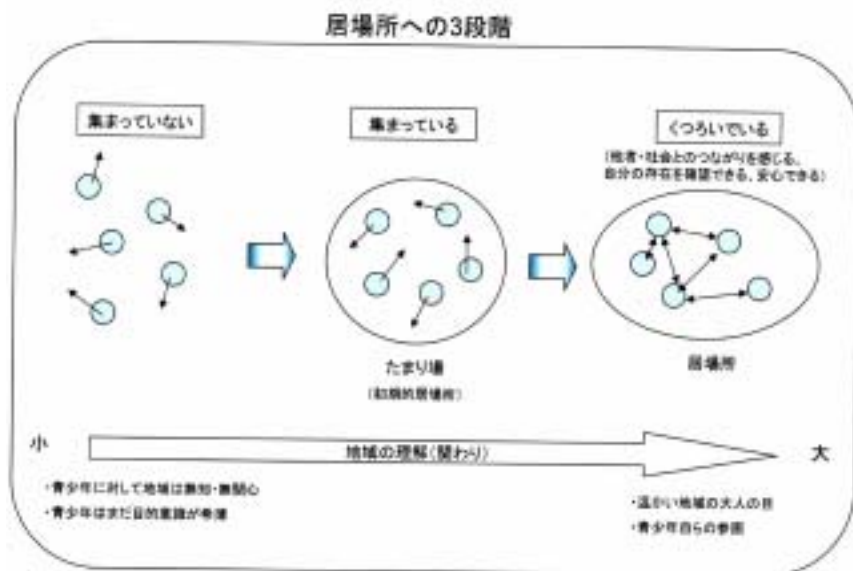 居場所への3段階
集まっていない
集まっている
くつろいでいる
(他者・社会とのつながりを感じる、
自分の存在を確認できる、安心できる)
たまり場
(初期的居場所)
居場所
小
地域の理解(関わり)
大
・青少年に対して地域は無知・無関心
・青少年はまだ目的意識が希薄
・温かい地域の大人の目
・青少年自らの参画